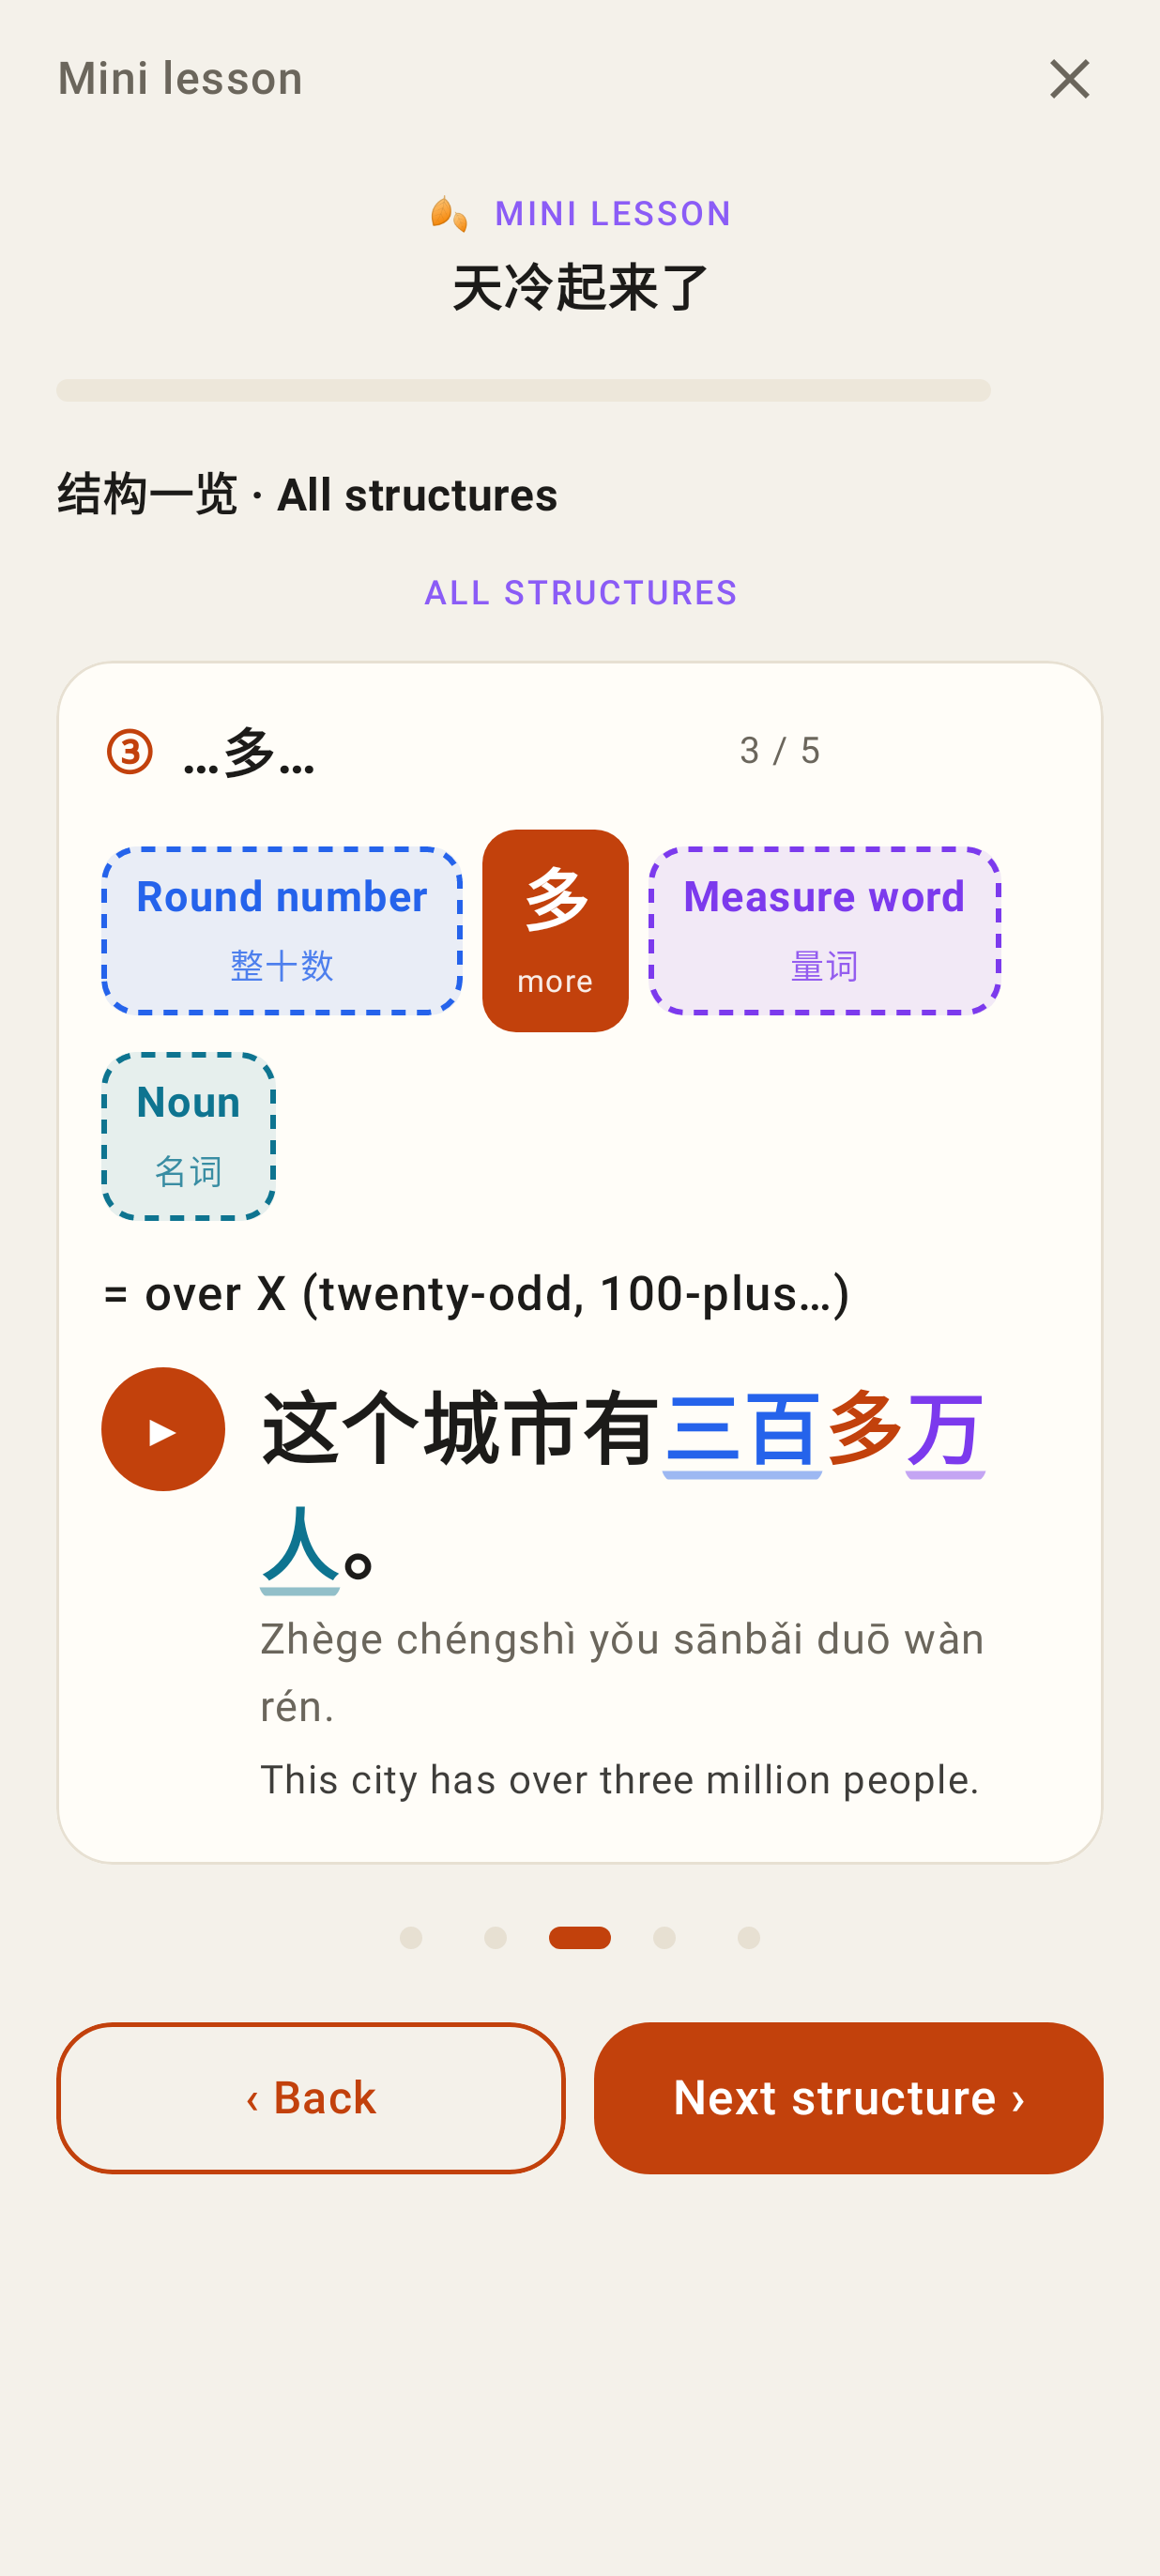 Mini lesson
MINI LESSON
天冷起来了
结构一览 · All structures
ALL STRUCTURES
③ …多… 3 / 5
Round number 多 Measure word
整十数 more 量词
Noun
名词
= over X (twenty-odd, 100-plus…)
这个城市有三百多万
人。
Zhège chéngshì yǒu sānbǎi duō wàn
rén.
This city has over three million people.
‹ Back Next structure ›